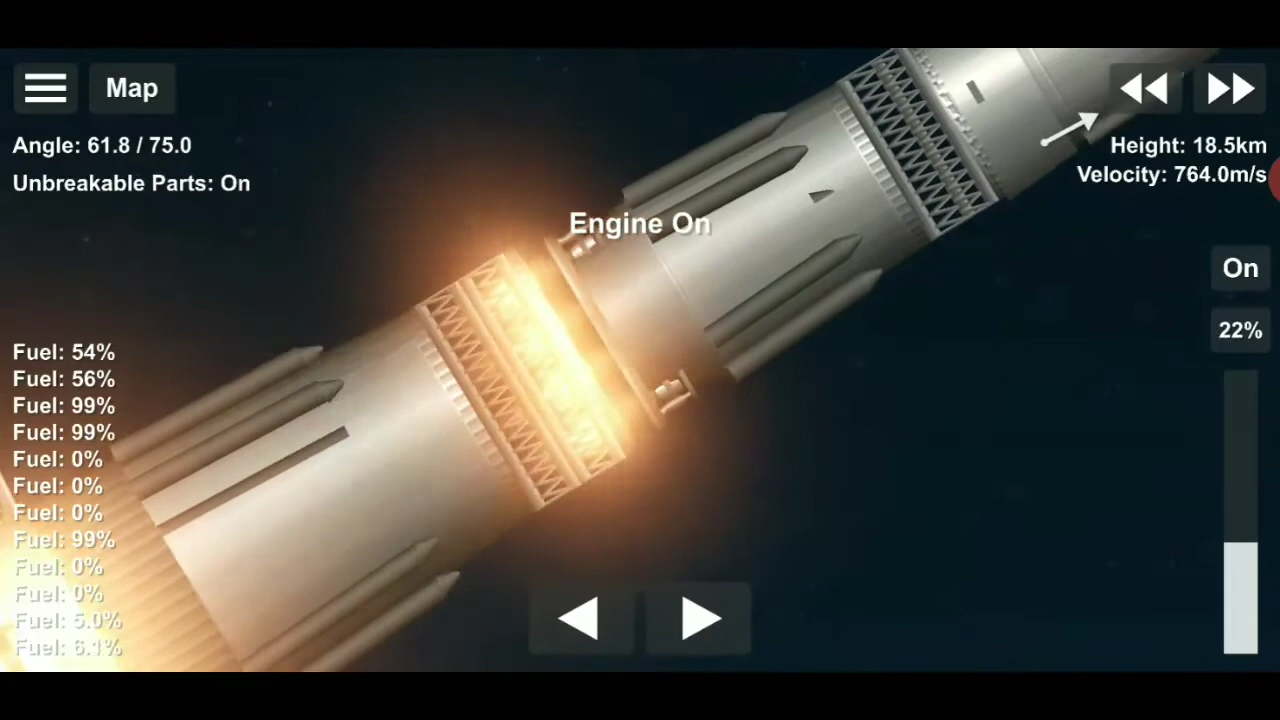 Map
Angle: 61.8 / 75.0
Unbreakable Parts: On
Height: 18.5km
Velocity: 764.0m/s
Engine On
On
22%
Fuel: 54%
Fuel: 56%
Fuel: 99%
Fuel: 99%
Fuel: 0%
Fuel: 0%
Fuel: 0%
Fuel: 99%
Fuel: 0%
Fuel: 0%
Fuel: 5.0%
Fuel: 6.1%